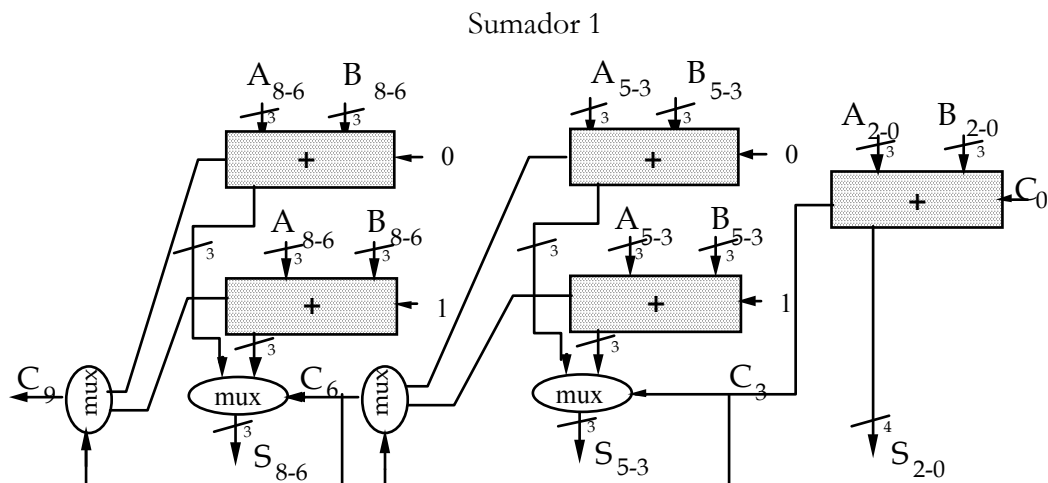 Sumador 1
A8-6 B8-6 A5-3 B5-3
3 3 3 3
A2-0 B2-0
3 3
+ 0 + 0
+ C0
A8-6 B8-6 A5-3 B5-3
3 3 3 3 3 3
+ 1 + 1
3 3
C9 mux mux C6 mux mux C3
3 3 4
S8-6 S5-3 S2-0